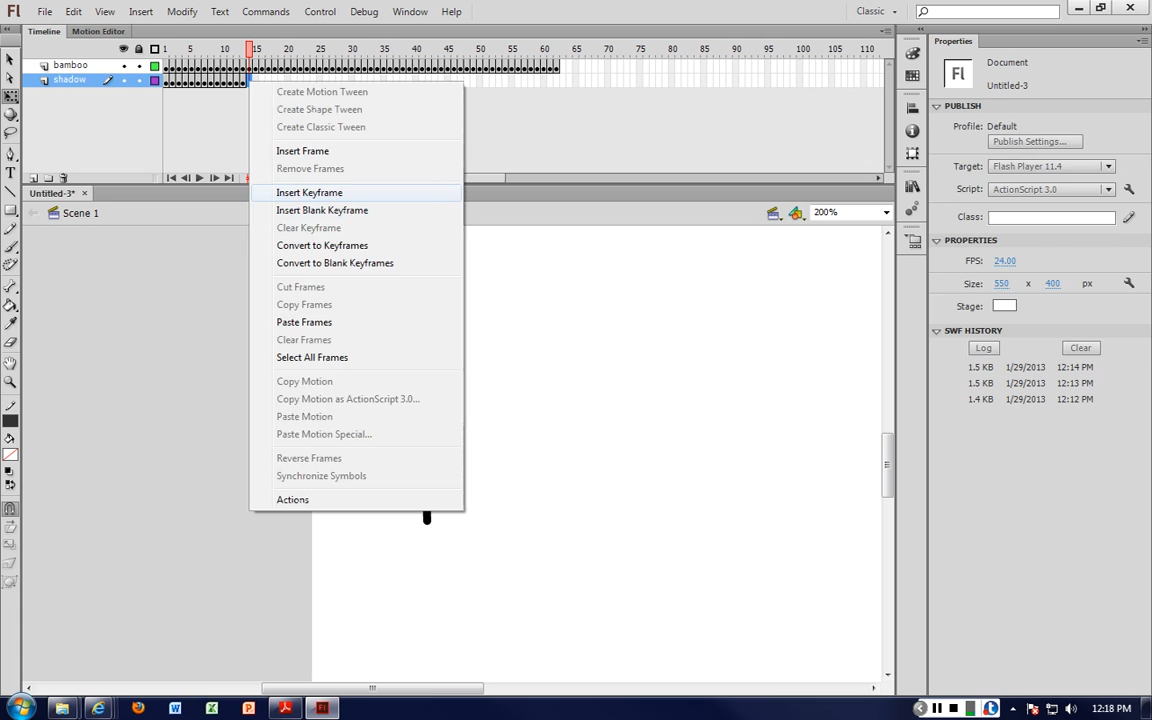 Fl File Edit View Insert Modify Text Commands Control Debug Window Help Classic
Timeline Motion Editor
1 5 10 15 20 25 30 35 40 45 50 55 60 65 70 75 80 85 90 95 100 105 110
bamboo
shadow
Untitled-3*
Scene 1
200%
Create Motion Tween
Create Shape Tween
Create Classic Tween
Insert Frame
Remove Frames
Insert Keyframe
Insert Blank Keyframe
Clear Keyframe
Convert to Keyframes
Convert to Blank Keyframes
Cut Frames
Copy Frames
Paste Frames
Clear Frames
Select All Frames
Copy Motion
Copy Motion as ActionScript 3.0...
Paste Motion
Paste Motion Special...
Reverse Frames
Synchronize Symbols
Actions
Properties
Fl
Document
Untitled-3
PUBLISH
Profile: Default
Publish Settings...
Target: Flash Player 11.4
Script: ActionScript 3.0
Class:
PROPERTIES
FPS: 24.00
Size: 550 x 400 px
Stage:
SWF HISTORY
Log Clear
1.5 KB 1/29/2013 12:14 PM
1.5 KB 1/29/2013 12:13 PM
1.4 KB 1/29/2013 12:12 PM
12:18 PM